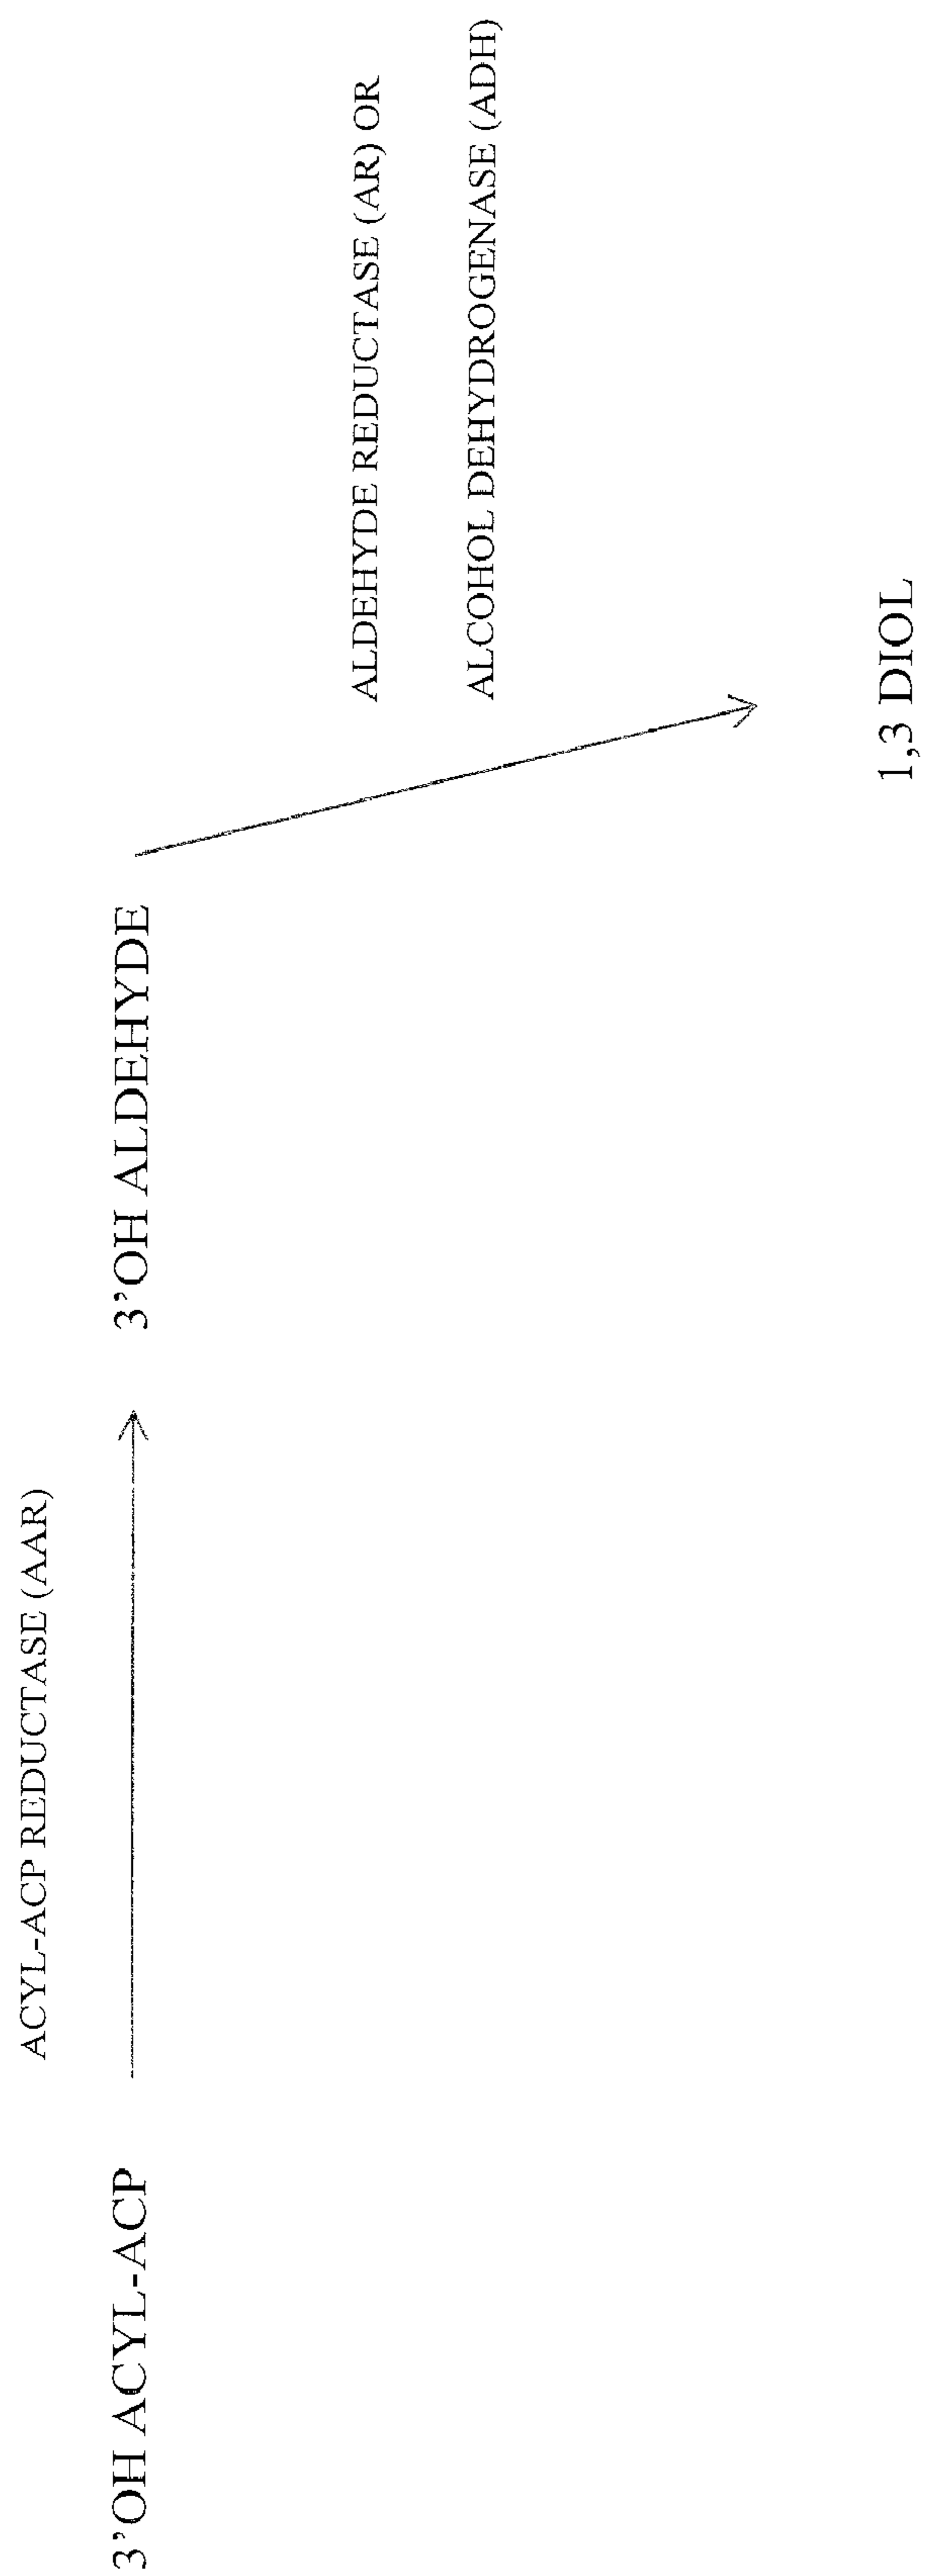 ACYL-ACP REDUCTASE (AAR)
3’OH ACYL-ACP
3’OH ALDEHYDE
ALDEHYDE REDUCTASE (AR) OR
ALCOHOL DEHYDROGENASE (ADH)
1,3 DIOL